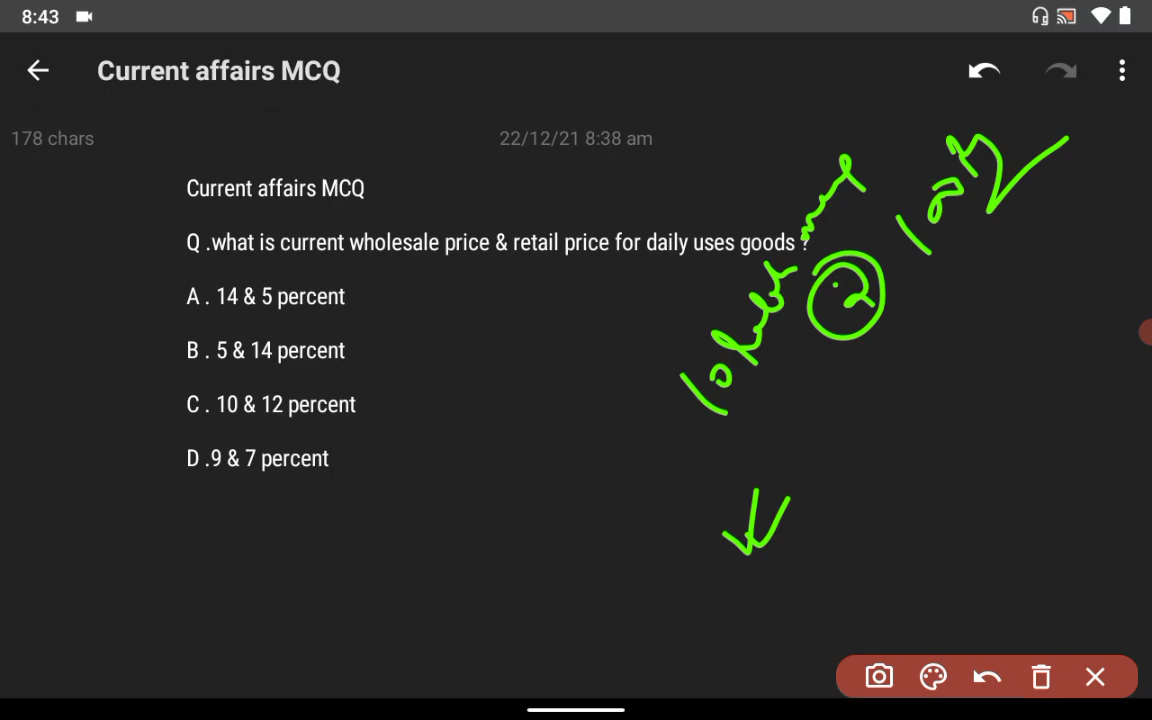 8:43
Current affairs MCQ
178 chars
22/12/21 8:38 am
Current affairs MCQ
Q .what is current wholesale price & retail price for daily uses goods ?
A . 14 & 5 percent
B . 5 & 14 percent
C . 10 & 12 percent
D .9 & 7 percent